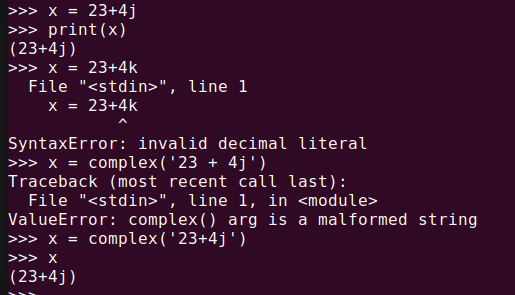 >>> x = 23+4j
>>> print(x)
(23+4j)
>>> x = 23+4k
  File "<stdin>", line 1
    x = 23+4k
           ^
SyntaxError: invalid decimal literal
>>> x = complex('23 + 4j')
Traceback (most recent call last):
  File "<stdin>", line 1, in <module>
ValueError: complex() arg is a malformed string
>>> x = complex('23+4j')
>>> x
(23+4j)
>>>